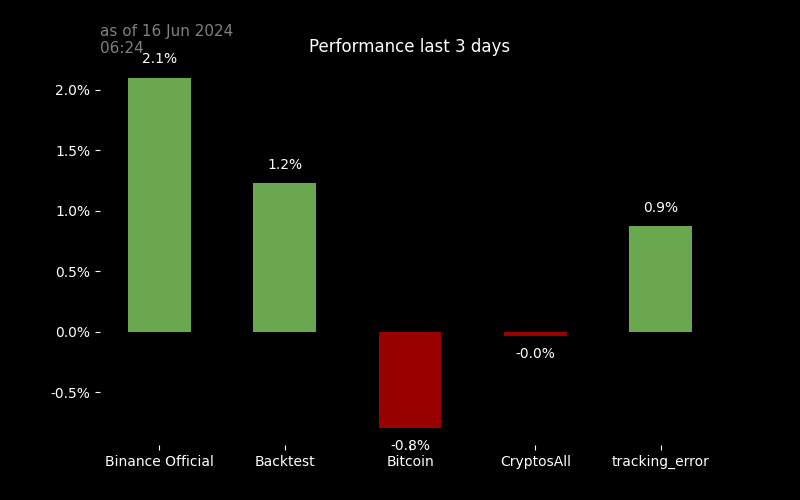 as of 16 Jun 2024
06:24
Performance last 3 days
2.1%
2.0%
1.5%
1.2%
1.0%
0.9%
0.5%
0.0%
-0.0%
-0.5%
-0.8%
Binance Official
Backtest
Bitcoin
CryptosAll
tracking_error